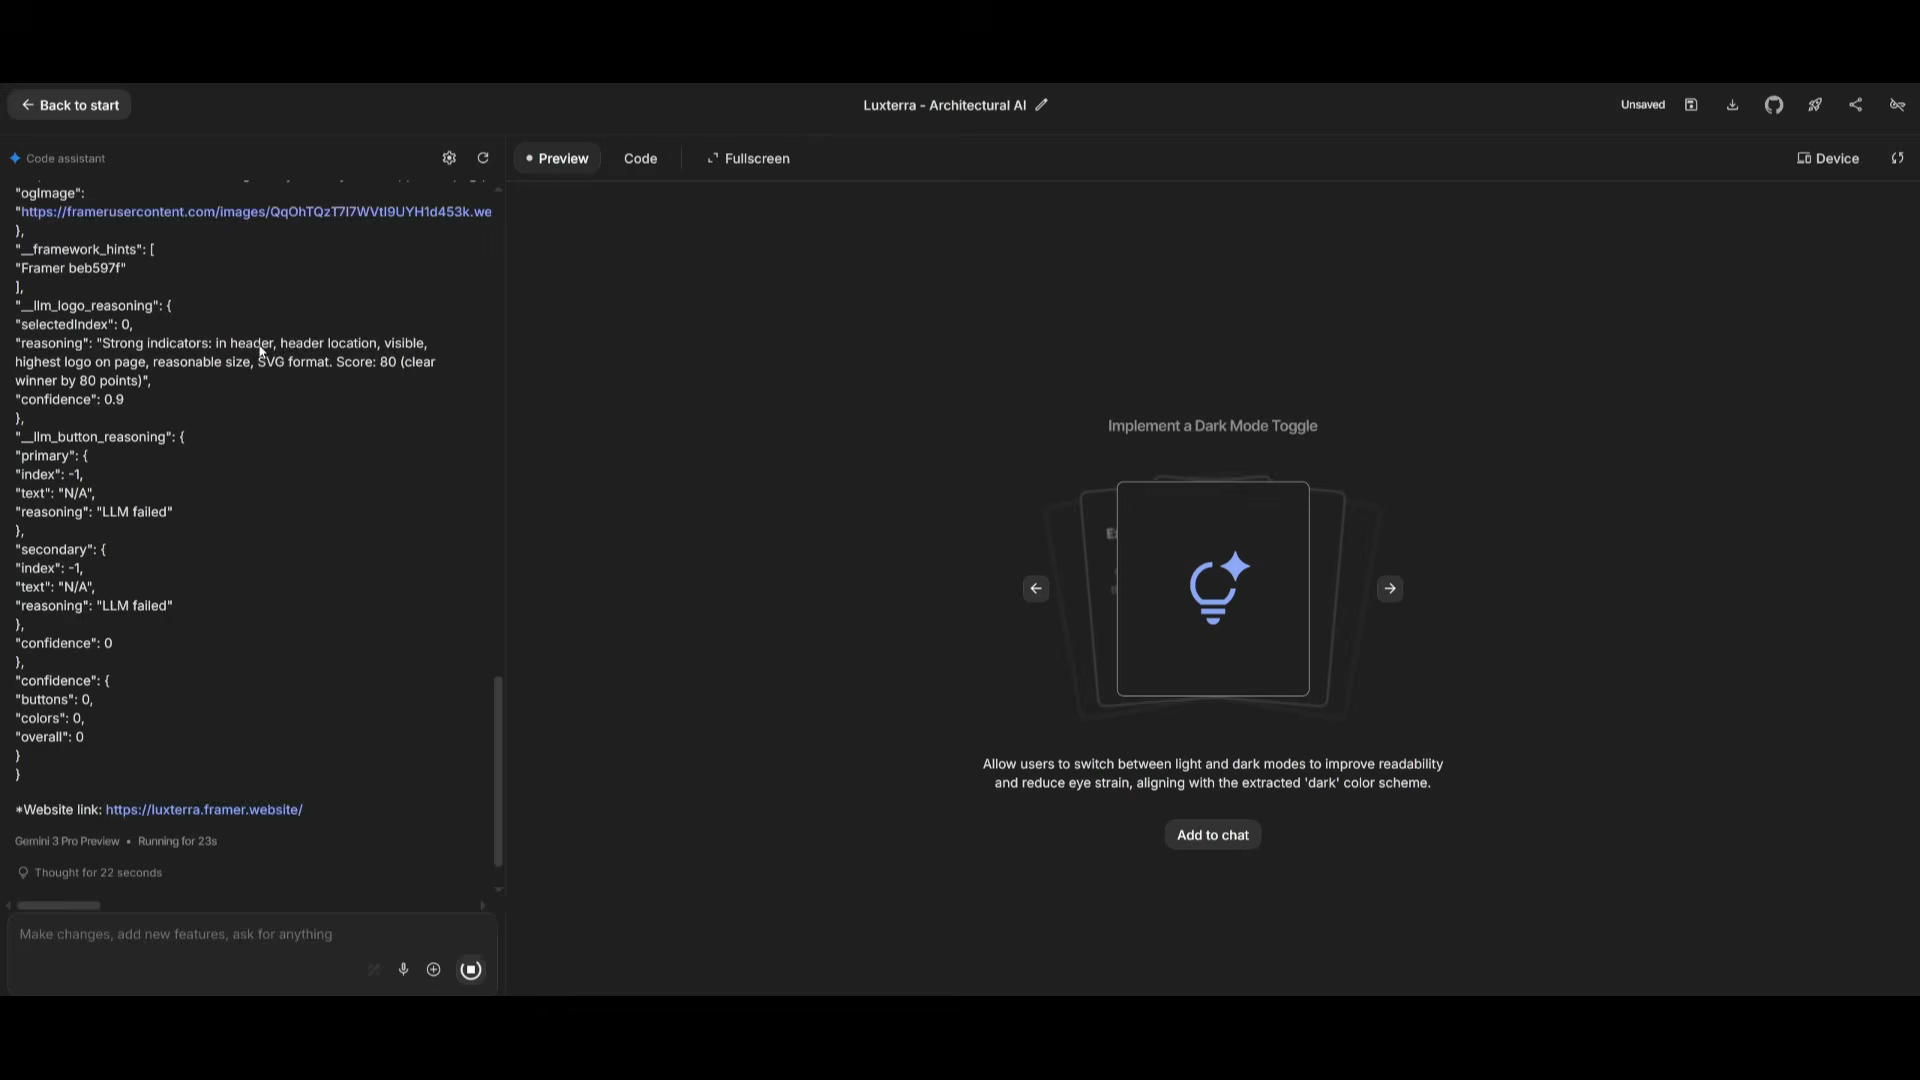 Back to start
Luxterra - Architectural AI
Unsaved
Code assistant
Preview
Code
Fullscreen
Device
"ogImage":
"https://framerusercontent.com/images/QqOhTQzT7I7WVtI9UYH1d453k.we
},
"__framework_hints": [
"Framer beb597f"
],
"__llm_logo_reasoning": {
"selectedIndex": 0,
"reasoning": "Strong indicators: in header, header location, visible,
highest logo on page, reasonable size, SVG format. Score: 80 (clear
winner by 80 points)",
"confidence": 0.9
},
"__llm_button_reasoning": {
"primary": {
"index": -1,
"text": "N/A",
"reasoning": "LLM failed"
},
"secondary": {
"index": -1,
"text": "N/A",
"reasoning": "LLM failed"
},
"confidence": 0
},
"confidence": {
"buttons": 0,
"colors": 0,
"overall": 0
}
}
*Website link: https://luxterra.framer.website/
Gemini 3 Pro Preview • Running for 23s
Thought for 22 seconds
Make changes, add new features, ask for anything
Implement a Dark Mode Toggle
Allow users to switch between light and dark modes to improve readability
and reduce eye strain, aligning with the extracted 'dark' color scheme.
Add to chat